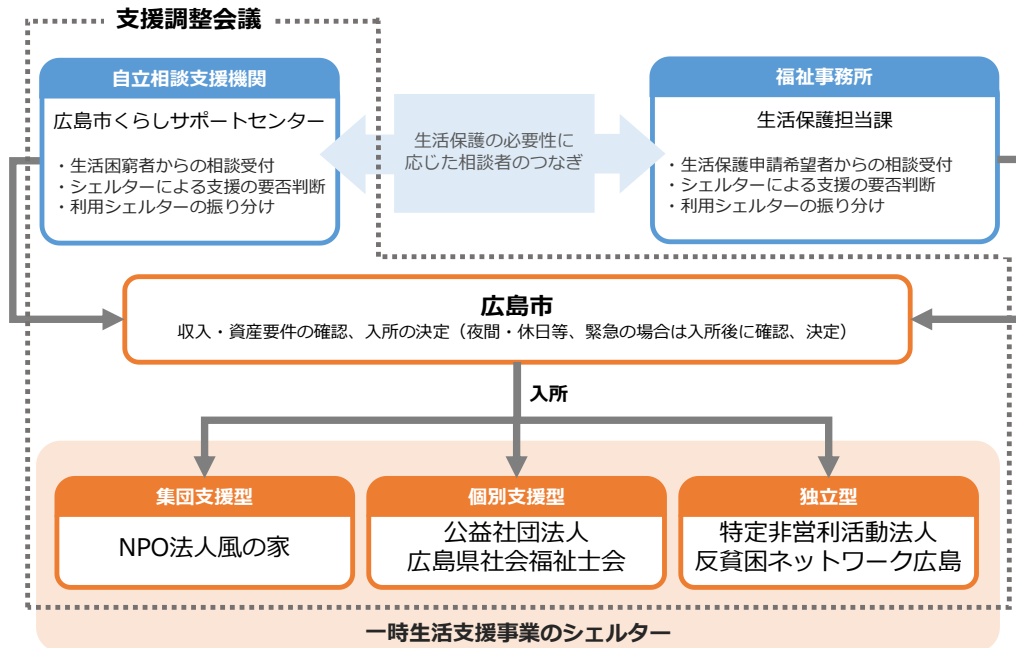 支援調整会議
自立相談支援機関
広島市くらしサポートセンター
・生活困窮者からの相談受付
・シェルターによる支援の要否判断
・利用シェルターの振り分け
生活保護の必要性に
応じた相談者のつなぎ
福祉事務所
生活保護担当課
・生活保護申請希望者からの相談受付
・シェルターによる支援の要否判断
・利用シェルターの振り分け
広島市
収入・資産要件の確認、入所の決定（夜間・休日等、緊急の場合は入所後に確認、決定）
入所
集団支援型
NPO法人風の家
個別支援型
公益社団法人
広島県社会福祉士会
独立型
特定非営利活動法人
反貧困ネットワーク広島
一時生活支援事業のシェルター